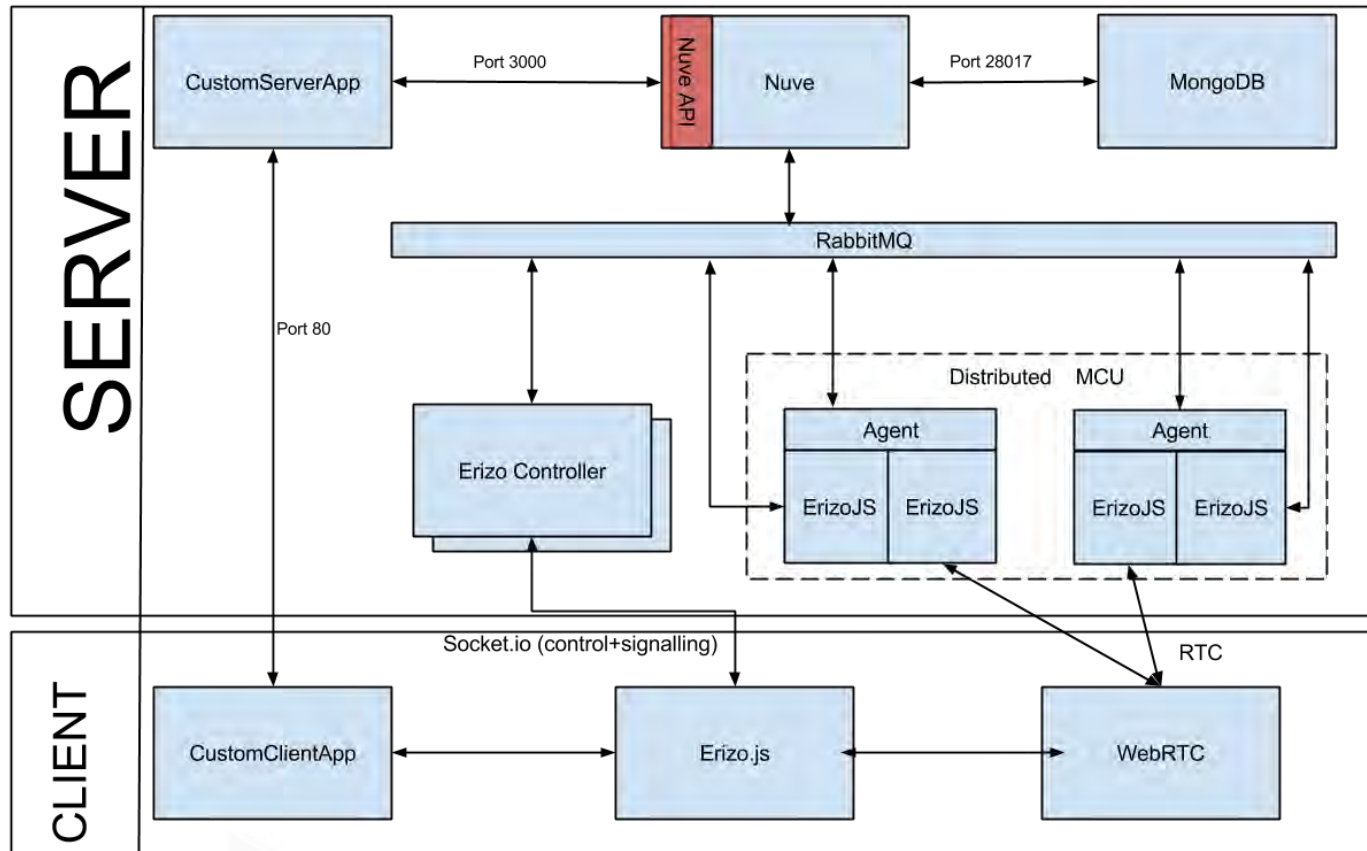 SERVER
CustomServerApp
Port 3000
Nuve API
Nuve
Port 28017
MongoDB
RabbitMQ
Port 80
Distributed MCU
Erizo Controller
Agent
ErizoJS
ErizoJS
Agent
ErizoJS
ErizoJS
Socket.io (control+signalling)
RTC
CLIENT
CustomClientApp
Erizo.js
WebRTC